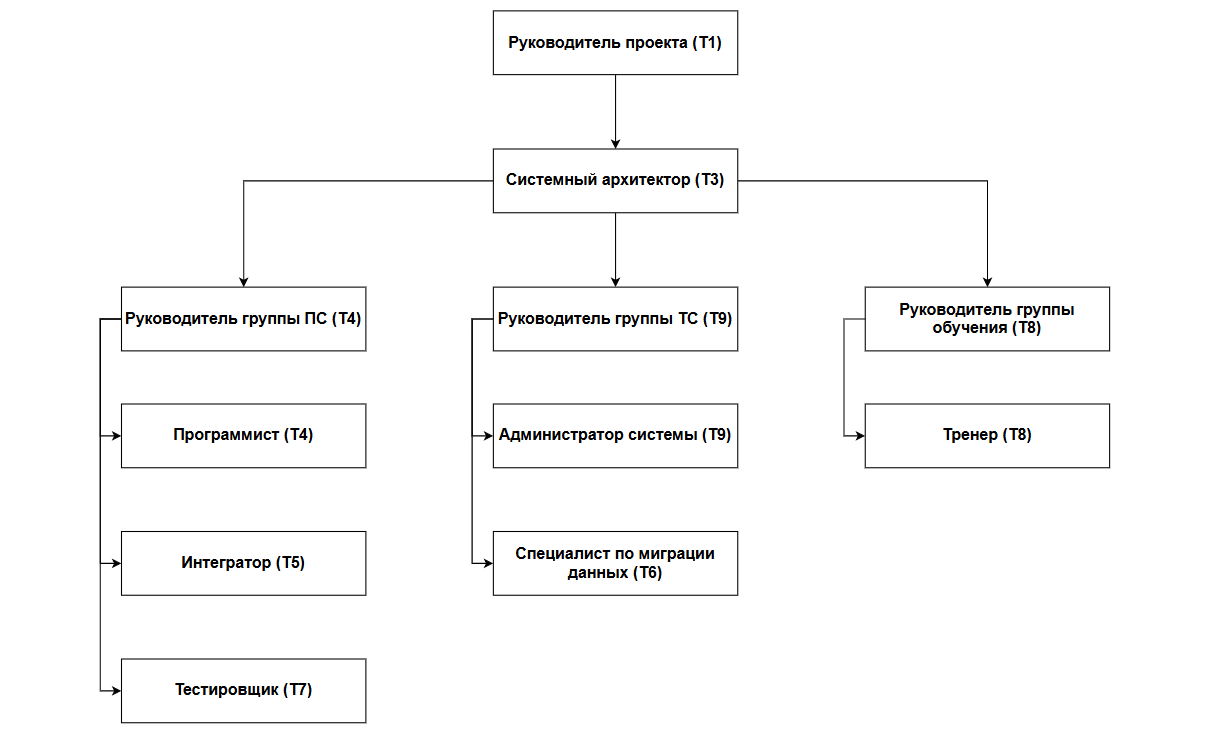 Руководитель проекта (Т1)
Системный архитектор (Т3)
Руководитель группы ПС (Т4)
Руководитель группы ТС (Т9)
Руководитель группы
обучения (Т8)
Программист (Т4)
Администратор системы (Т9)
Тренер (Т8)
Интегратор (Т5)
Специалист по миграции
данных (Т6)
Тестировщик (Т7)